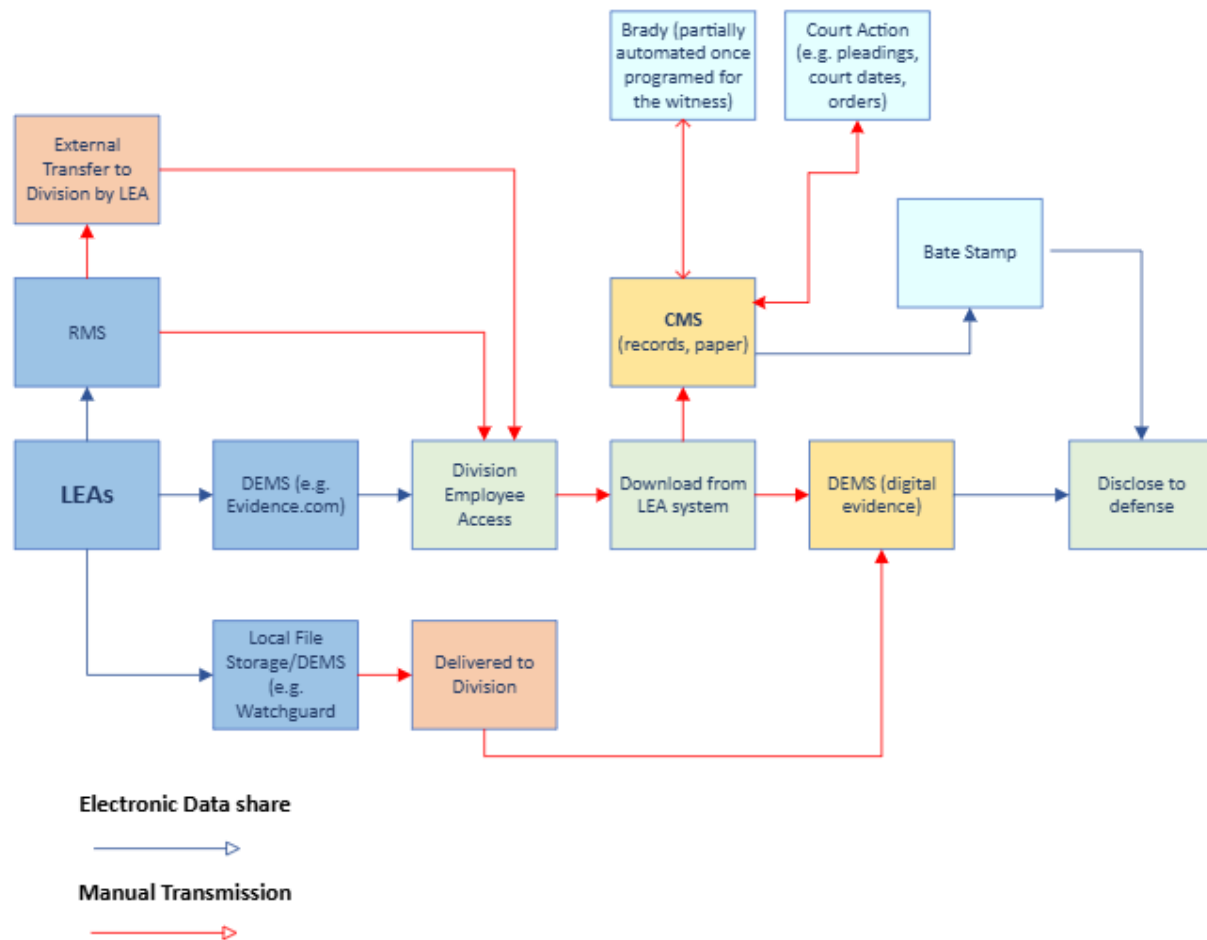 Brady (partially
automated once
programed for
the witness)
Court Action
(e.g. pleadings,
court dates,
orders)
External
Transfer to
Division by LEA
Bate Stamp
RMS
CMS
(records, paper)
LEAs
DEMS (e.g.
Evidence.com)
Division
Employee
Access
Download from
LEA system
DEMS (digital
evidence)
Disclose to
defense
Local File
Storage/DEMS
(e.g.
Watchguard
Delivered to
Division
Electronic Data share
Manual Transmission